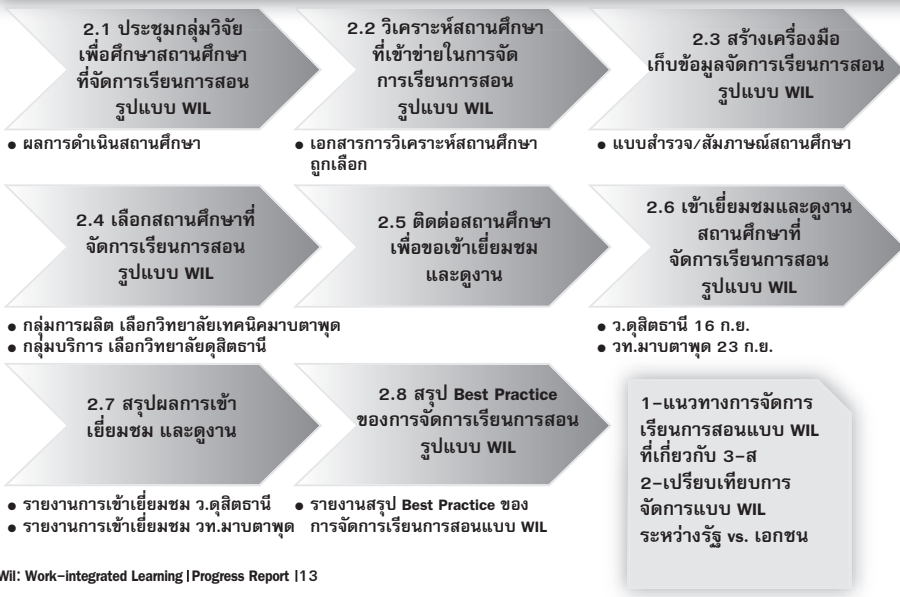 2.1 ประชุมกลุ่มวิจัย
เพื่อศึกษาสถานศึกษา
ที่จัดการเรียนการสอน
รูปแบบ WIL
2.2 วิเคราะห์สถานศึกษา
ที่เข้าข่ายในการจัด
การเรียนการสอน
รูปแบบ WIL
2.3 สร้างเครื่องมือ
เก็บข้อมูลจัดการเรียนการสอน
รูปแบบ WIL
● ผลการดำเนินสถานศึกษา
● เอกสารการวิเคราะห์สถานศึกษา
ถูกเลือก
● แบบสำรวจ/สัมภาษณ์สถานศึกษา
2.4 เลือกสถานศึกษาที่
จัดการเรียนการสอน
รูปแบบ WIL
2.5 ติดต่อสถานศึกษา
เพื่อขอเข้าเยี่ยมชม
และดูงาน
2.6 เข้าเยี่ยมชมและดูงาน
สถานศึกษาที่
จัดการเรียนการสอน
รูปแบบ WIL
● กลุ่มการผลิต เลือกวิทยาลัยเทคนิคมาบตาพุด
● กลุ่มบริการ เลือกวิทยาลัยดุสิตธานี
● ว.ดุสิตธานี 16 ก.ย.
● วท.มาบตาพุด 23 ก.ย.
2.7 สรุปผลการเข้า
เยี่ยมชม และดูงาน
2.8 สรุป Best Practice
ของการจัดการเรียนการสอน
รูปแบบ WIL
● รายงานการเข้าเยี่ยมชม ว.ดุสิตธานี
● รายงานการเข้าเยี่ยมชม วท.มาบตาพุด
● รายงานสรุป Best Practice ของ
การจัดการเรียนการสอนแบบ WIL
1-แนวทางการจัดการ
เรียนการสอนแบบ WIL
ที่เกี่ยวกับ 3-ส
2-เปรียบเทียบการ
จัดการแบบ WIL
ระหว่างรัฐ vs. เอกชน
Wil: Work-integrated Learning | Progress Report |13